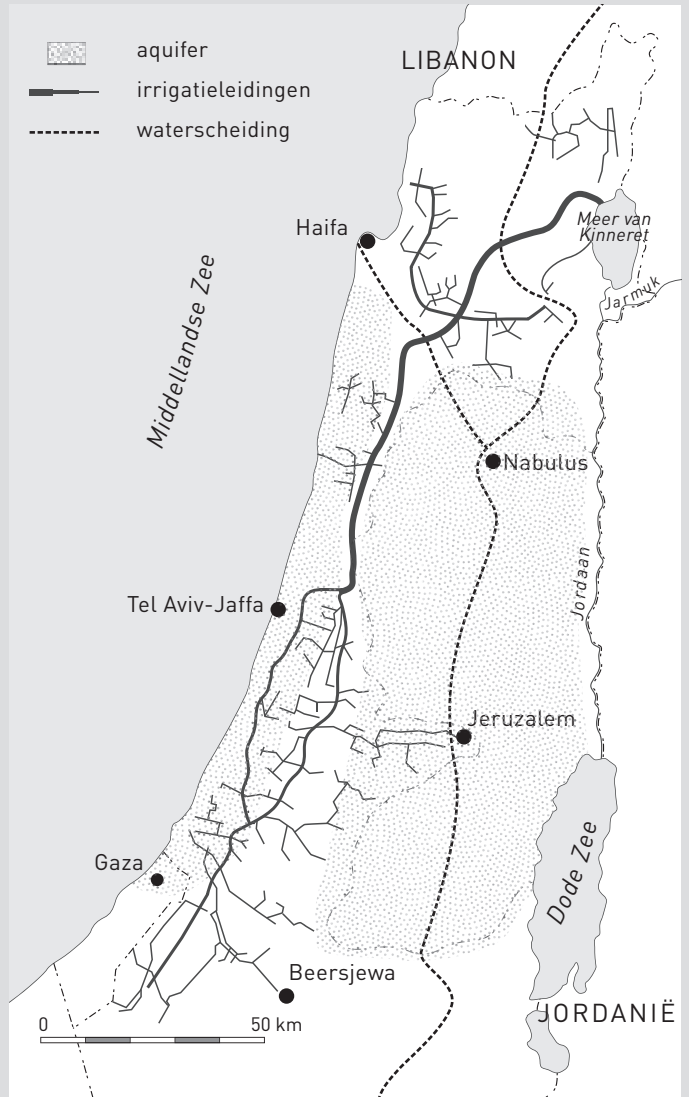 aquifer
irrigatieleidingen
waterscheiding
LIBANON
Haifa
Meer van
Kinneret
Jarmuk
Middellandse Zee
Nabulus
Jordaan
Tel Aviv-Jaffa
Jeruzalem
Gaza
Dode Zee
Beersjewa
JORDANIË
0 50 km